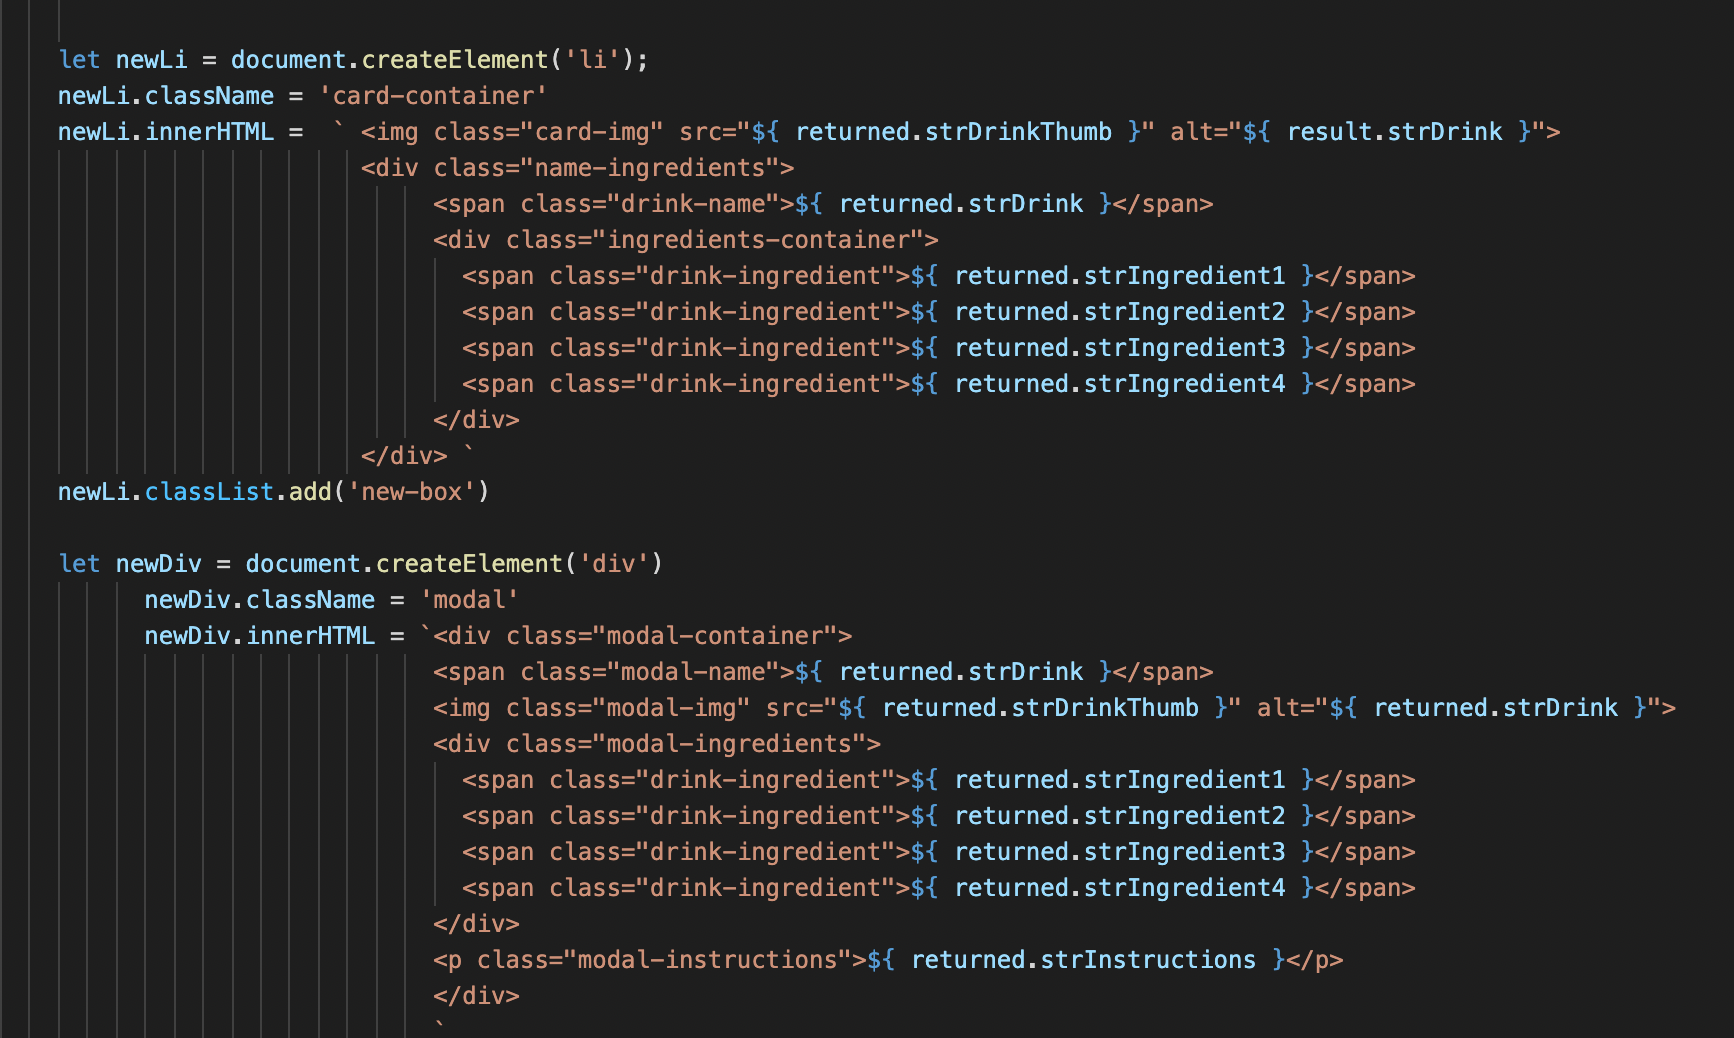 let newLi = document.createElement('li');
newLi.className = 'card-container'
newLi.innerHTML =  ` <img class="card-img" src="${ returned.strDrinkThumb }" alt="${ result.strDrink }">
<div class="name-ingredients">
<span class="drink-name">${ returned.strDrink }</span>
<div class="ingredients-container">
<span class="drink-ingredient">${ returned.strIngredient1 }</span>
<span class="drink-ingredient">${ returned.strIngredient2 }</span>
<span class="drink-ingredient">${ returned.strIngredient3 }</span>
<span class="drink-ingredient">${ returned.strIngredient4 }</span>
</div>
</div> `
newLi.classList.add('new-box')
let newDiv = document.createElement('div')
newDiv.className = 'modal'
newDiv.innerHTML = `<div class="modal-container">
<span class="modal-name">${ returned.strDrink }</span>
<img class="modal-img" src="${ returned.strDrinkThumb }" alt="${ returned.strDrink }">
<div class="modal-ingredients">
<span class="drink-ingredient">${ returned.strIngredient1 }</span>
<span class="drink-ingredient">${ returned.strIngredient2 }</span>
<span class="drink-ingredient">${ returned.strIngredient3 }</span>
<span class="drink-ingredient">${ returned.strIngredient4 }</span>
</div>
<p class="modal-instructions">${ returned.strInstructions }</p>
</div>
`